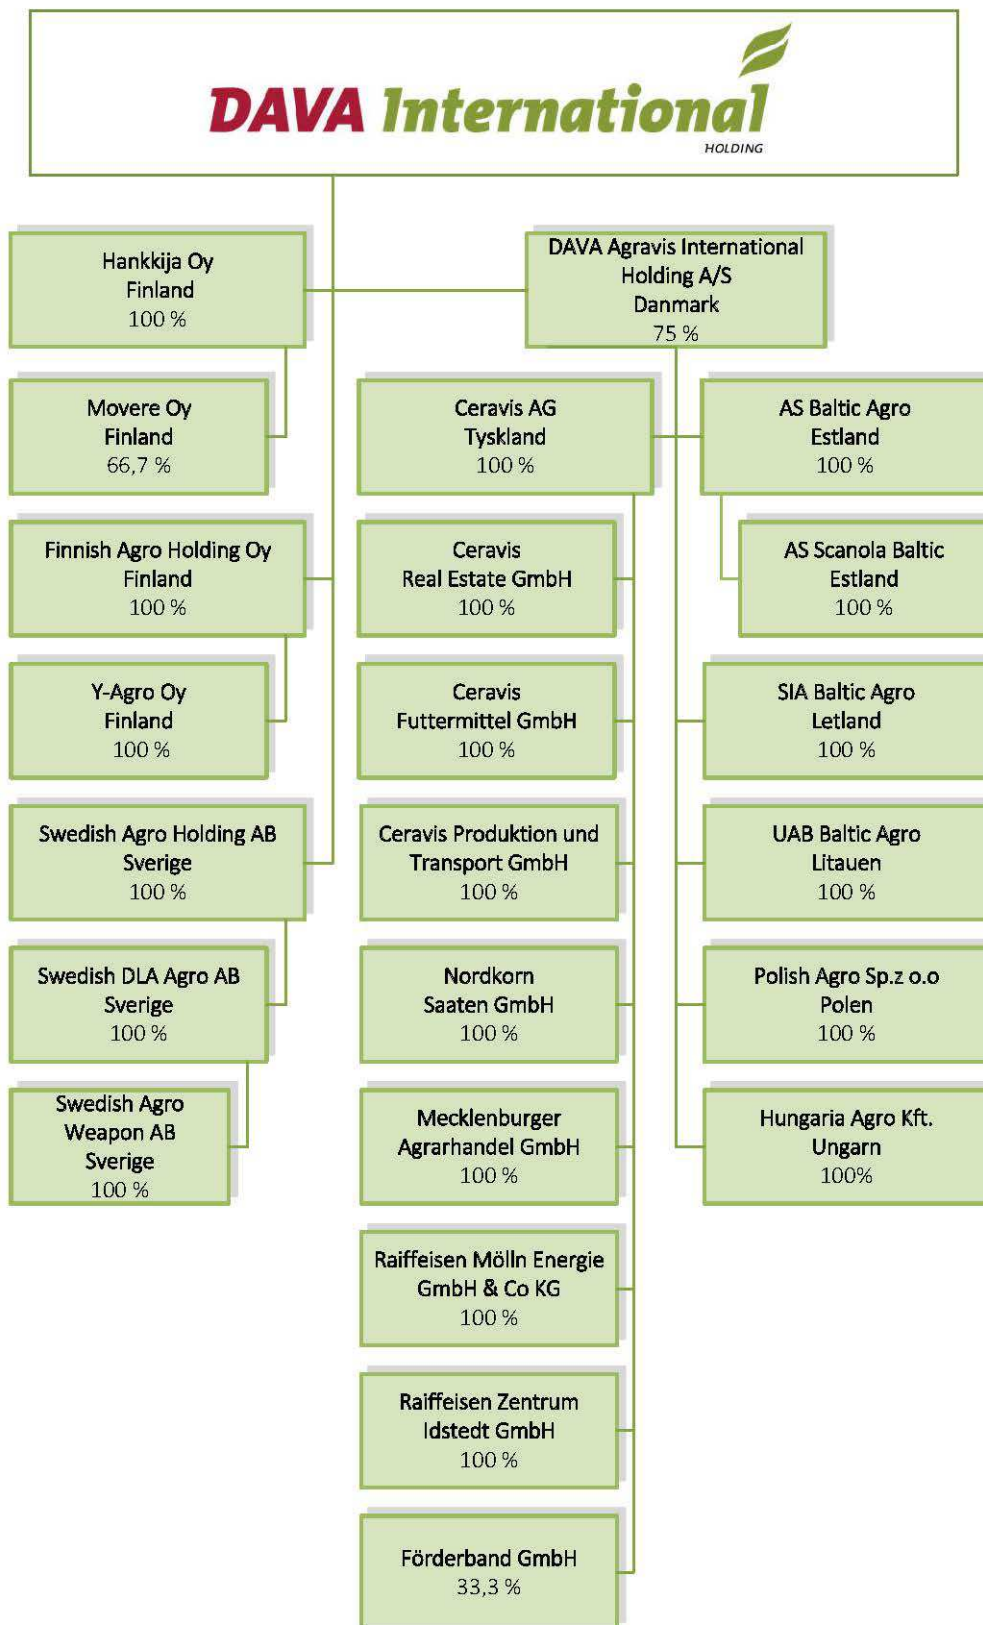 DAVA International
HOLDING
Hankkija Oy
Finland
100 %
DAVA Agravis International
Holding A/S
Danmark
75 %
Movere Oy
Finland
66,7 %
Ceravis AG
Tyskland
100 %
AS Baltic Agro
Estland
100 %
Finnish Agro Holding Oy
Finland
100 %
Ceravis
Real Estate GmbH
100 %
AS Scanola Baltic
Estland
100 %
Y-Agro Oy
Finland
100 %
Ceravis
Futtermittel GmbH
100 %
SIA Baltic Agro
Letland
100 %
Swedish Agro Holding AB
Sverige
100 %
Ceravis Produktion und
Transport GmbH
100 %
UAB Baltic Agro
Litauen
100 %
Swedish DLA Agro AB
Sverige
100 %
Nordkorn
Saaten GmbH
100 %
Polish Agro Sp.z o.o
Polen
100 %
Swedish Agro
Weapon AB
Sverige
100 %
Mecklenburger
Agrarhandel GmbH
100 %
Hungaria Agro Kft.
Ungarn
100%
Raiffeisen Mölln Energie
GmbH & Co KG
100 %
Raiffeisen Zentrum
Idstedt GmbH
100 %
Förderband GmbH
33,3 %